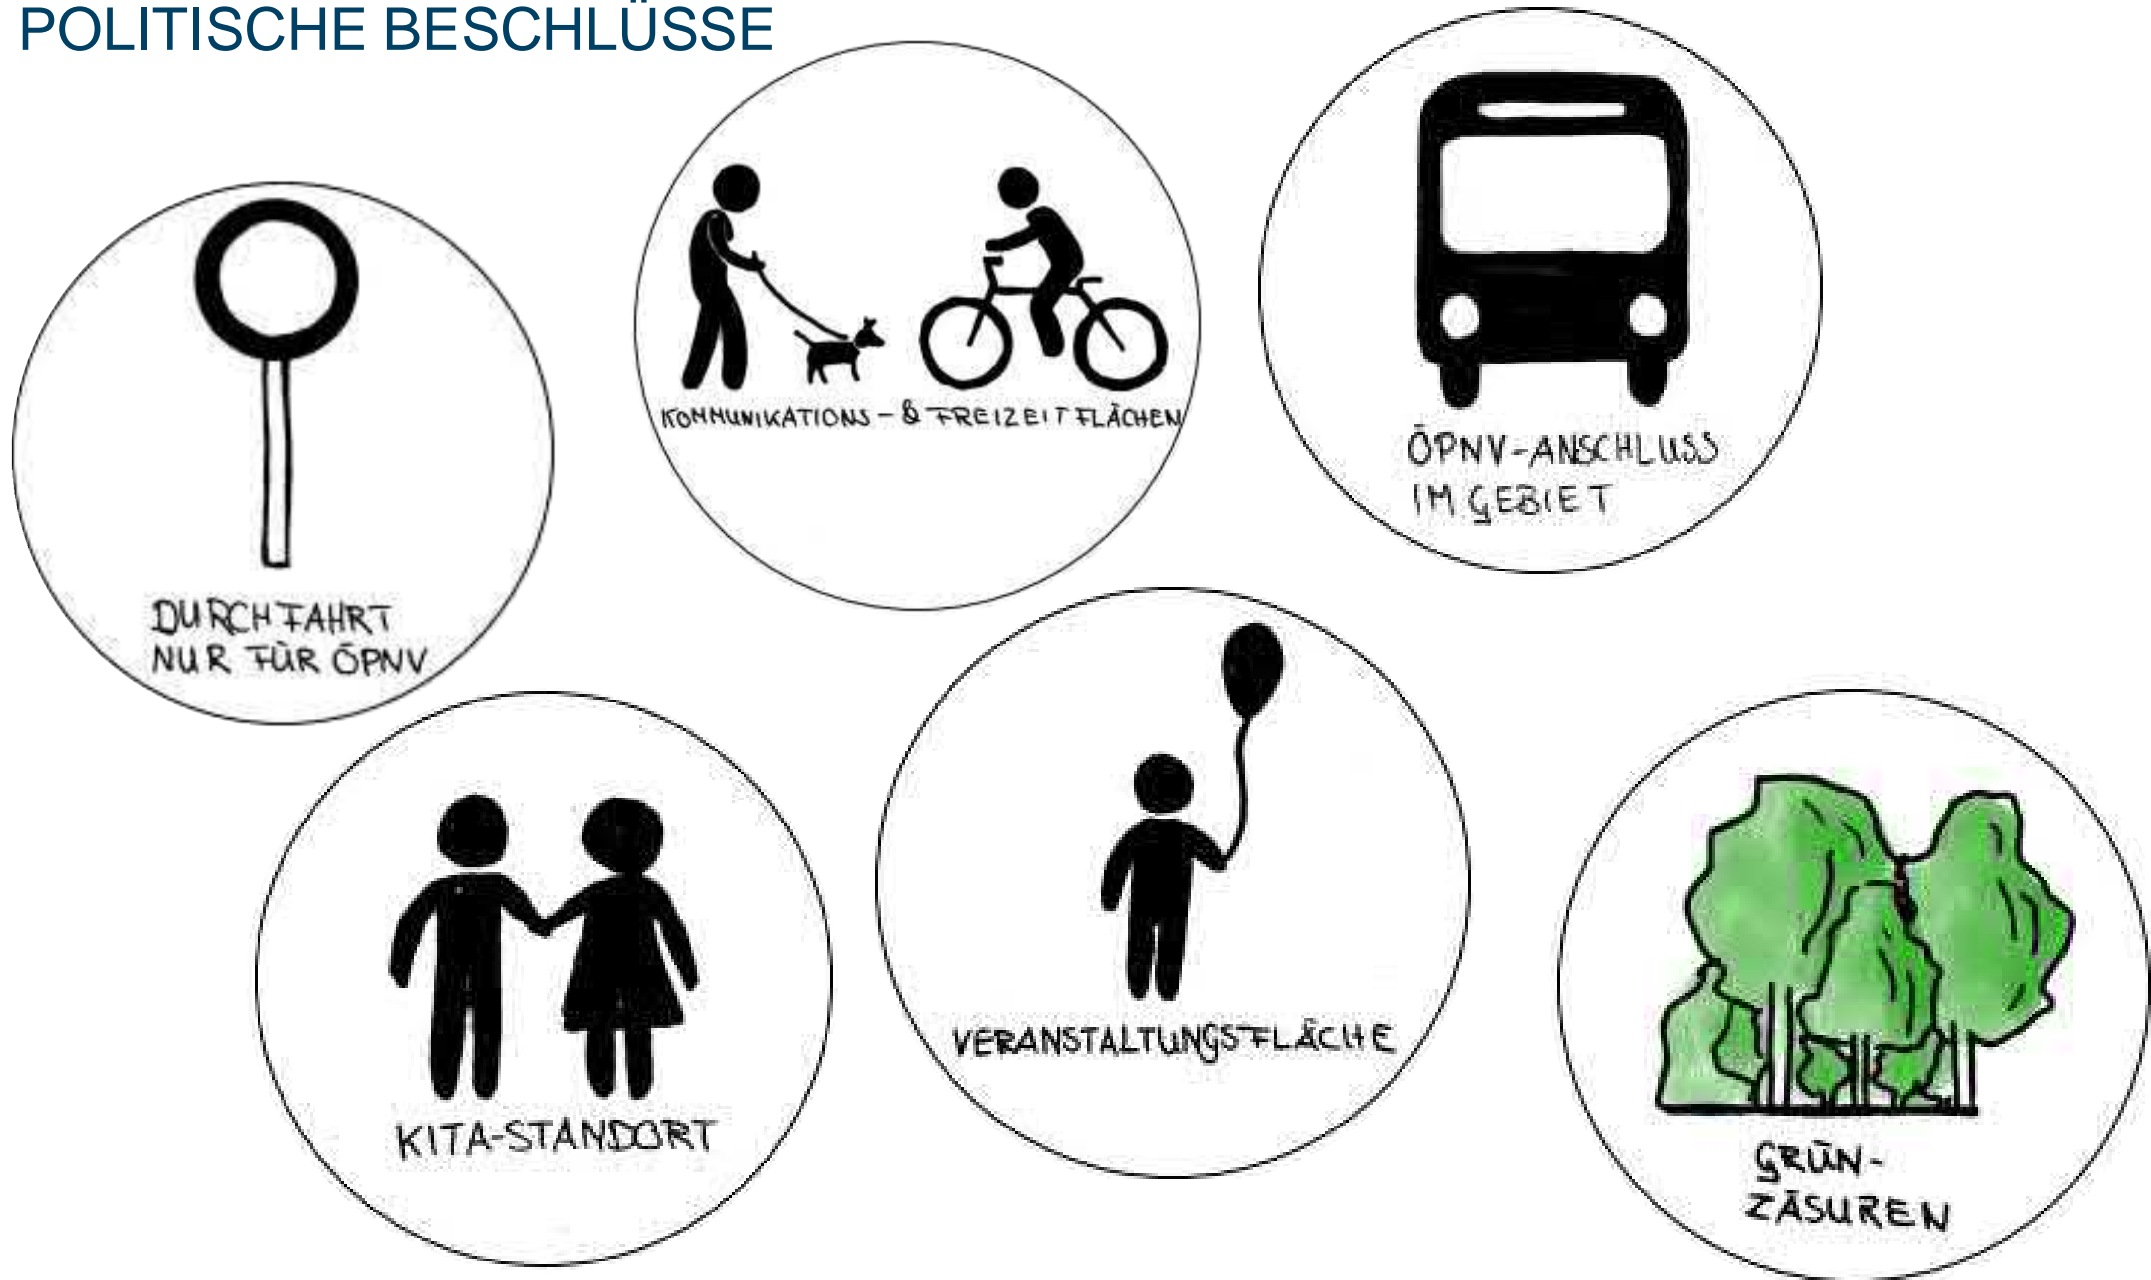 POLITISCHE BESCHLÜSSE
KOMMUNIKATIONS-& FREIZEITFLÄCHEN
ÖPNV-ANSCHLUSS
IM GEBIET
DURCHFAHRT
NUR FÜR ÖPNV
KITA-STANDORT
VERANSTALTUNGSFLÄCHE
GRÜN-
ZÄSUREN